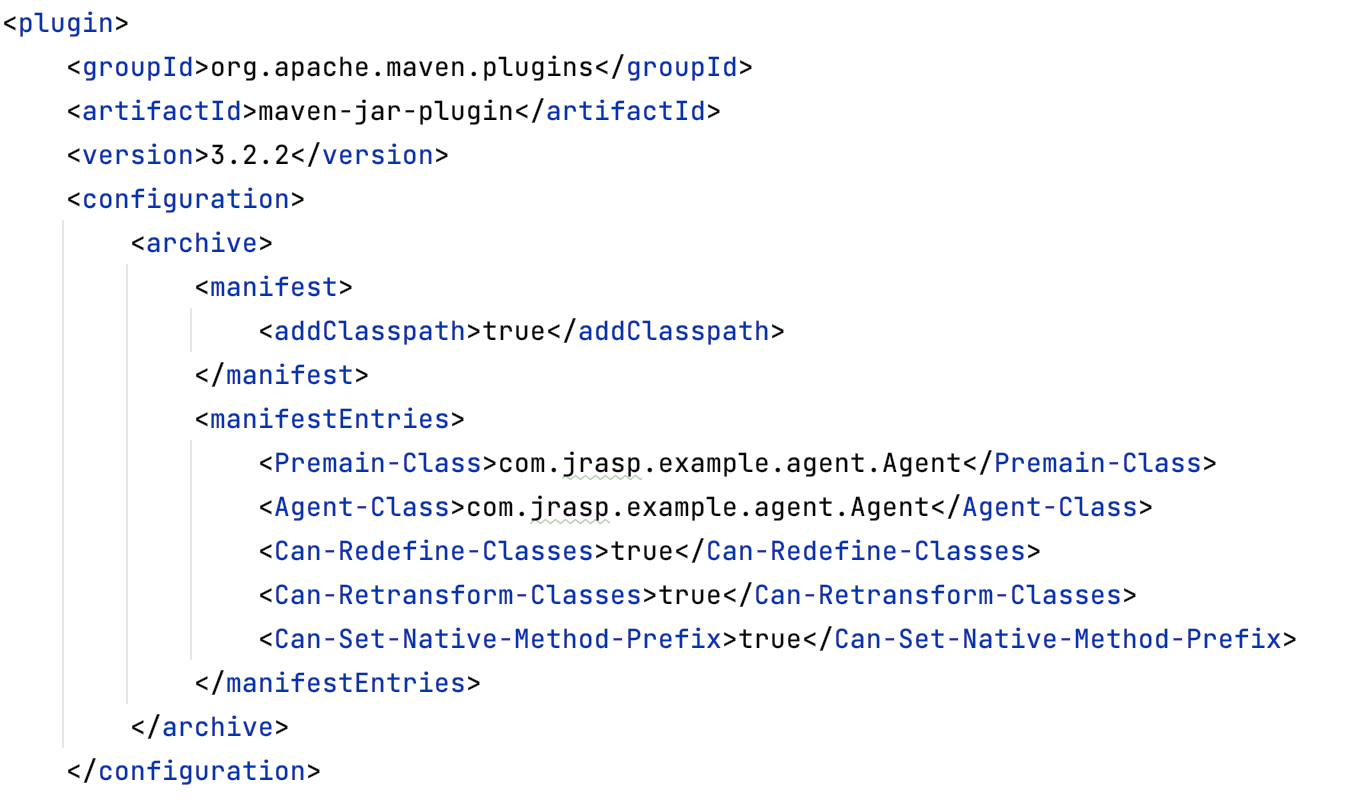 <plugin>
    <groupId>org.apache.maven.plugins</groupId>
    <artifactId>maven-jar-plugin</artifactId>
    <version>3.2.2</version>
    <configuration>
        <archive>
            <manifest>
                <addClasspath>true</addClasspath>
            </manifest>
            <manifestEntries>
                <Premain-Class>com.jrasp.example.agent.Agent</Premain-Class>
                <Agent-Class>com.jrasp.example.agent.Agent</Agent-Class>
                <Can-Redefine-Classes>true</Can-Redefine-Classes>
                <Can-Retransform-Classes>true</Can-Retransform-Classes>
                <Can-Set-Native-Method-Prefix>true</Can-Set-Native-Method-Prefix>
            </manifestEntries>
        </archive>
    </configuration>